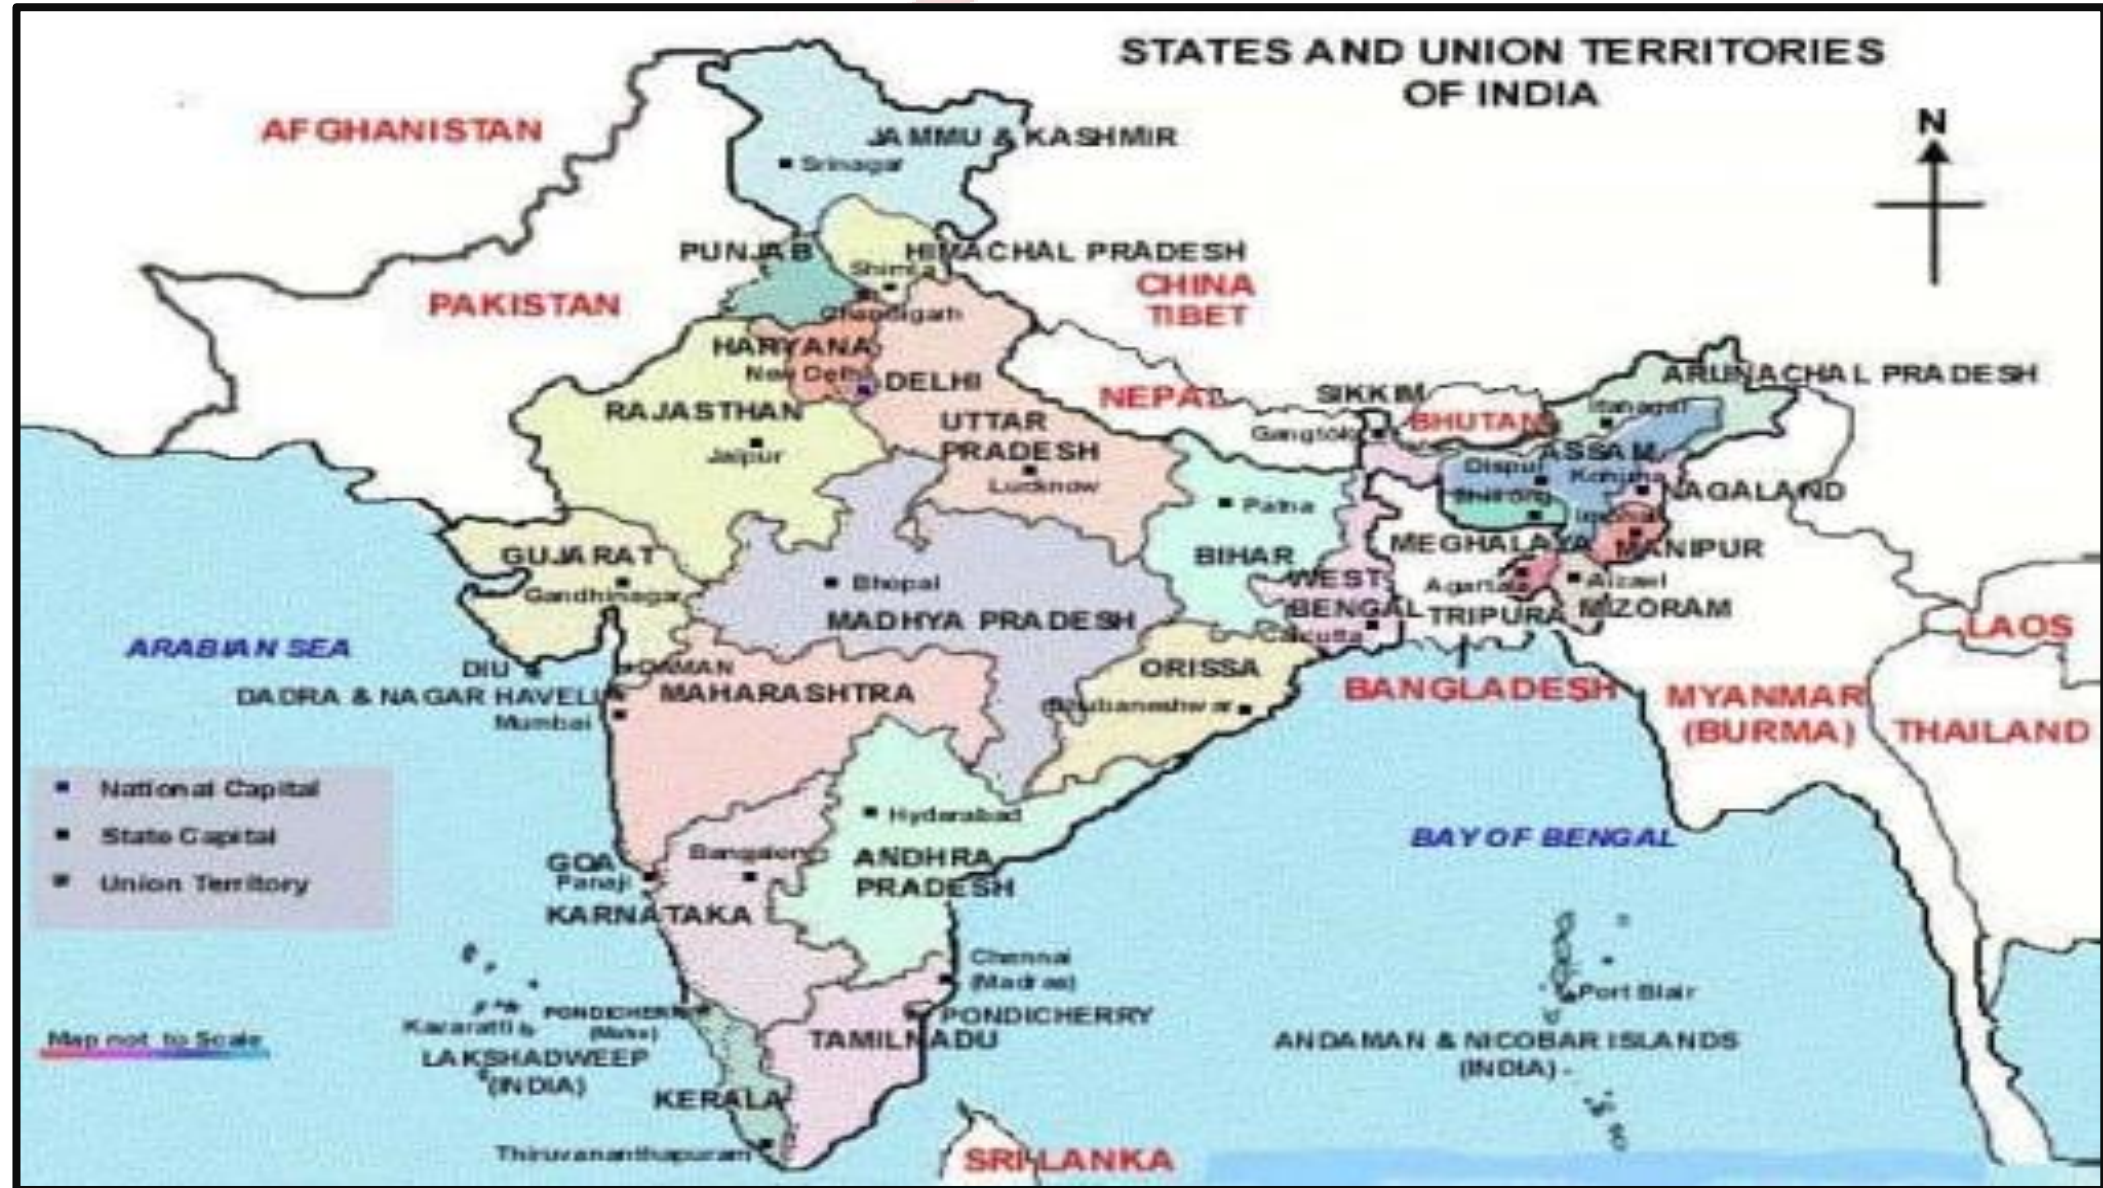 STATES AND UNION TERRITORIES
OF INDIA
N
AFGHANISTAN
JAMMU & KASHMIR
Srinagar
PUNJAB
HIMACHAL PRADESH
Shimla
CHINA
TIBET
PAKISTAN
Chandigarh
HARYANA
New Delhi
DELHI
ARUNACHAL PRADESH
NEPAL
SIKKIM
BHUTAN
Itanagar
RAJASTHAN
UTTAR
PRADESH
Jaipur
Lucknow
Gangtok
ASSAM
Dispur
Kohima
NAGALAND
Shillong
Patna
Imphal
GUJARAT
BIHAR
MEGHALAYA
MANIPUR
Gandhinagar
Bhopal
WEST
BENGAL
Agartala
Aizawl
MADHYA PRADESH
TRIPURA
MIZORAM
Calcutta
LAOS
ARABIAN SEA
DIU
DAMAN
ORISSA
DADRA & NAGAR HAVELI
MAHARASHTRA
Mumbai
Bhubaneshwar
BANGLADESH
MYANMAR
(BURMA)
THAILAND
National Capital
State Capital
Union Territory
Hyderabad
BAY OF BENGAL
GOA
Panaji
Bangalore
ANDHRA
PRADESH
KARNATAKA
Chennai
(Madras)
Port Blair
Kavaratti
PONDICHERRY
(Mahe)
PONDICHERRY
Map not to Scale
LAKSHADWEEP
(INDIA)
TAMILNADU
ANDAMAN & NICOBAR ISLANDS
(INDIA)
KERALA
Thiruvananthapuram
SRI LANKA